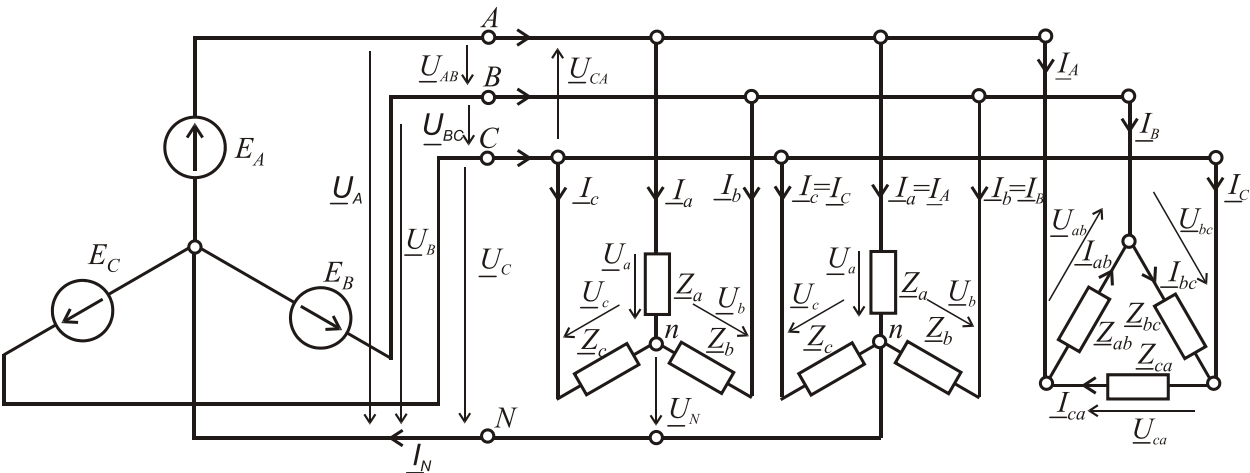 A
U_AB
U_CA
I_A
B
U_BC
C
I_B
E_A
U_A
I_c
I_a
I_b
I_c=I_C
I_a=I_A
I_b=I_B
I_C
U_B
U_C
U_ab
U_bc
E_C
E_B
U_a
U_a
I_ab
I_bc
U_c
Z_a
U_b
U_c
Z_a
U_b
Z_c
n
Z_b
Z_c
n
Z_b
Z_ab
Z_bc
Z_ca
I_ca
U_ca
N
U_N
I_N